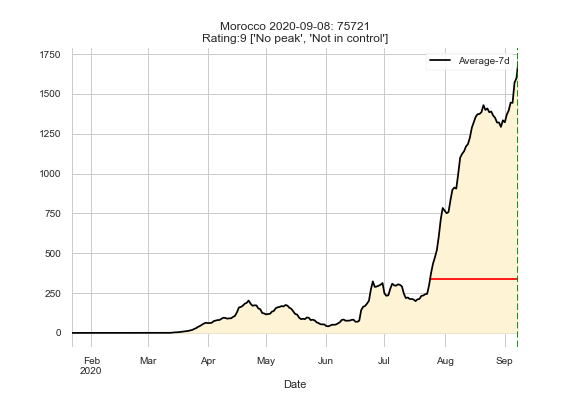 Morocco 2020-09-08: 75721
Rating:9 ['No peak', 'Not in control']
1750
Average-7d
1500
1250
1000
750
500
250
0
Feb Mar Apr May Jun Jul Aug Sep
2020
Date